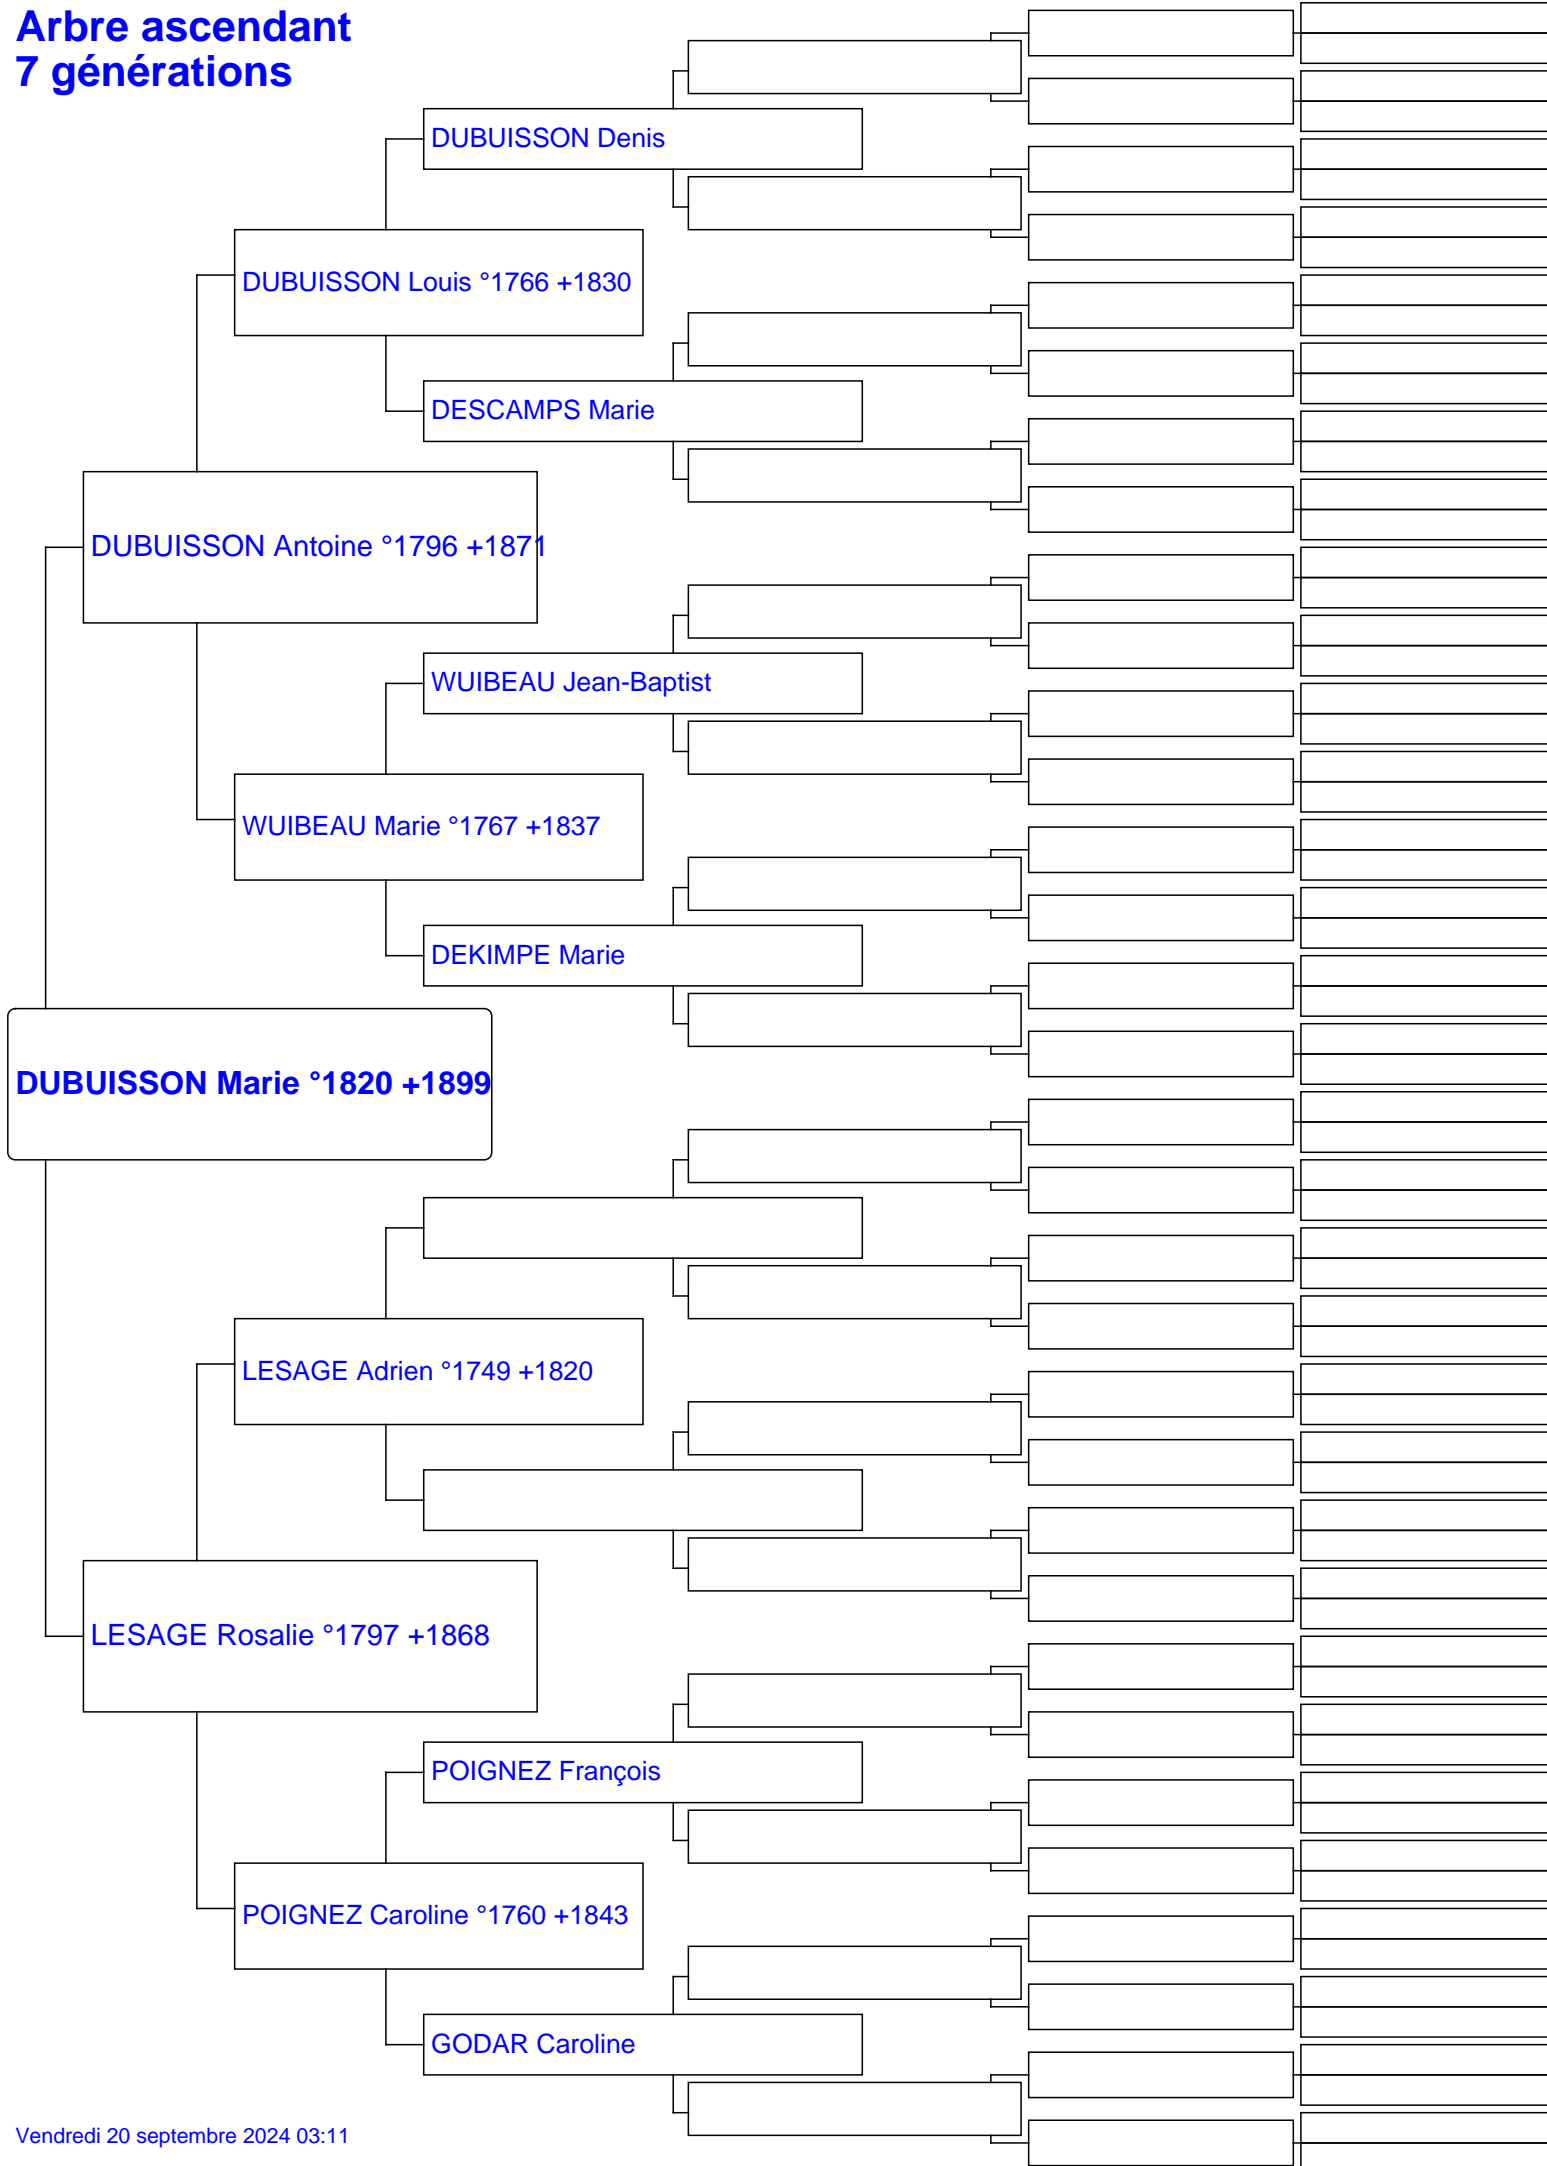 Arbre ascendant
7 générations
DUBUISSON Denis
DUBUISSON Louis °1766 +1830
DESCAMPS Marie
DUBUISSON Antoine °1796 +1871
WUIBEAU Jean-Baptist
WUIBEAU Marie °1767 +1837
DEKIMPE Marie
DUBUISSON Marie °1820 +1899
LESAGE Adrien °1749 +1820
LESAGE Rosalie °1797 +1868
POIGNEZ François
POIGNEZ Caroline °1760 +1843
GODAR Caroline
Vendredi 20 septembre 2024 03:11